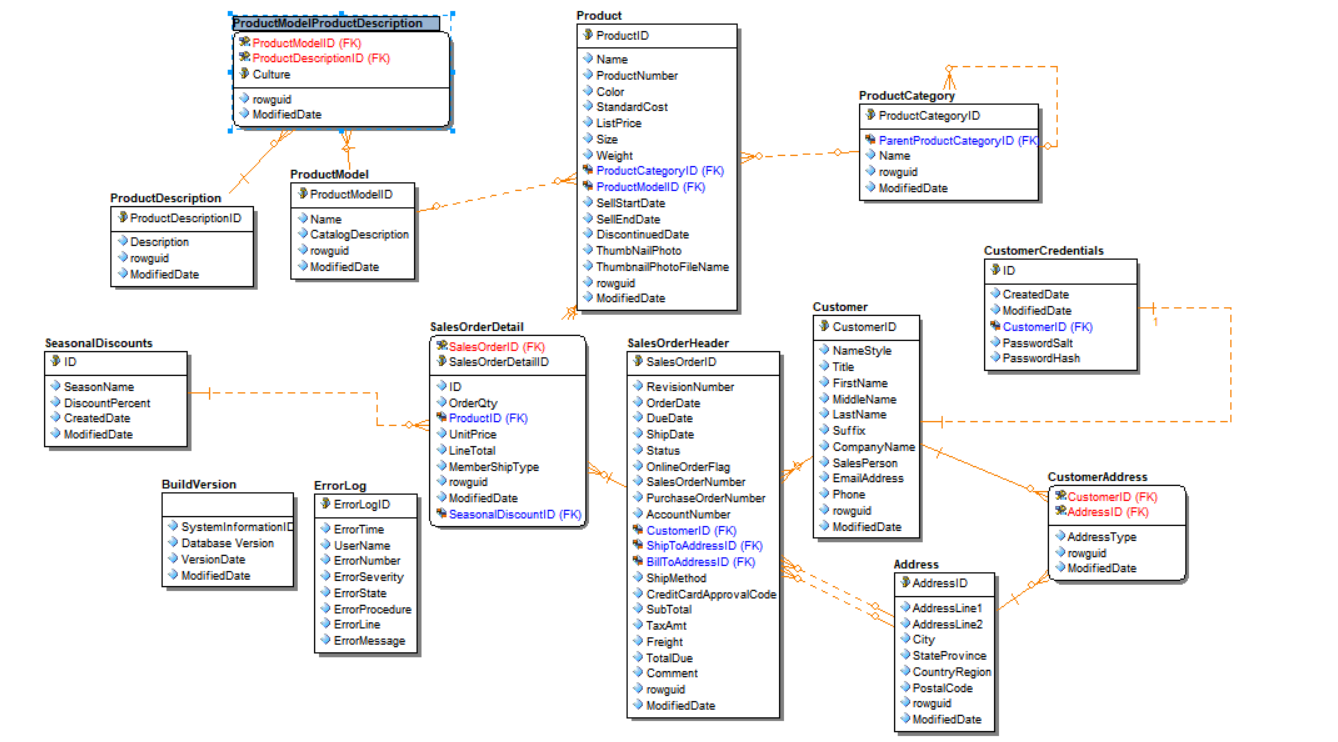 ProductModelProductDescription
ProductModelID (FK)
ProductDescriptionID (FK)
Culture
rowguid
ModifiedDate
Product
ProductID
Name
ProductNumber
Color
StandardCost
ListPrice
Size
Weight
ProductCategoryID (FK)
ProductModelID (FK)
SellStartDate
SellEndDate
DiscontinuedDate
ThumbNailPhoto
ThumbnailPhotoFileName
rowguid
ModifiedDate
ProductCategory
ProductCategoryID
ParentProductCategoryID (FK
Name
rowguid
ModifiedDate
ProductDescription
ProductDescriptionID
Description
rowguid
ModifiedDate
ProductModel
ProductModelID
Name
CatalogDescription
rowguid
ModifiedDate
CustomerCredentials
ID
CreatedDate
ModifiedDate
CustomerID (FK)
PasswordSalt
PasswordHash
1
SeasonalDiscounts
ID
SeasonName
DiscountPercent
CreatedDate
ModifiedDate
SalesOrderDetail
SalesOrderID (FK)
SalesOrderDetailID
ID
OrderQty
ProductID (FK)
UnitPrice
LineTotal
MemberShipType
rowguid
ModifiedDate
SeasonalDiscountID (FK)
SalesOrderHeader
SalesOrderID
RevisionNumber
OrderDate
DueDate
ShipDate
Status
OnlineOrderFlag
SalesOrderNumber
PurchaseOrderNumber
AccountNumber
CustomerID (FK)
ShipToAddressID (FK)
BillToAddressID (FK)
ShipMethod
CreditCardApprovalCode
SubTotal
TaxAmt
Freight
TotalDue
Comment
rowguid
ModifiedDate
Customer
CustomerID
NameStyle
Title
FirstName
MiddleName
LastName
Suffix
CompanyName
SalesPerson
EmailAddress
Phone
rowguid
ModifiedDate
CustomerAddress
CustomerID (FK)
AddressID (FK)
AddressType
rowguid
ModifiedDate
BuildVersion
SystemInformationID
Database Version
VersionDate
ModifiedDate
ErrorLog
ErrorLogID
ErrorTime
UserName
ErrorNumber
ErrorSeverity
ErrorState
ErrorProcedure
ErrorLine
ErrorMessage
Address
AddressID
AddressLine1
AddressLine2
City
StateProvince
CountryRegion
PostalCode
rowguid
ModifiedDate